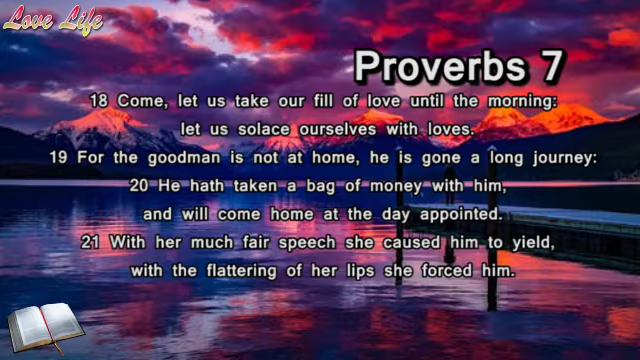 Love Life
Proverbs 7
18 Come, let us take our fill of love until the morning:
let us solace ourselves with loves.
19 For the goodman is not at home, he is gone a long journey:
20 He hath taken a bag of money with him,
and will come home at the day appointed.
21 With her much fair speech she caused him to yield,
with the flattering of her lips she forced him.